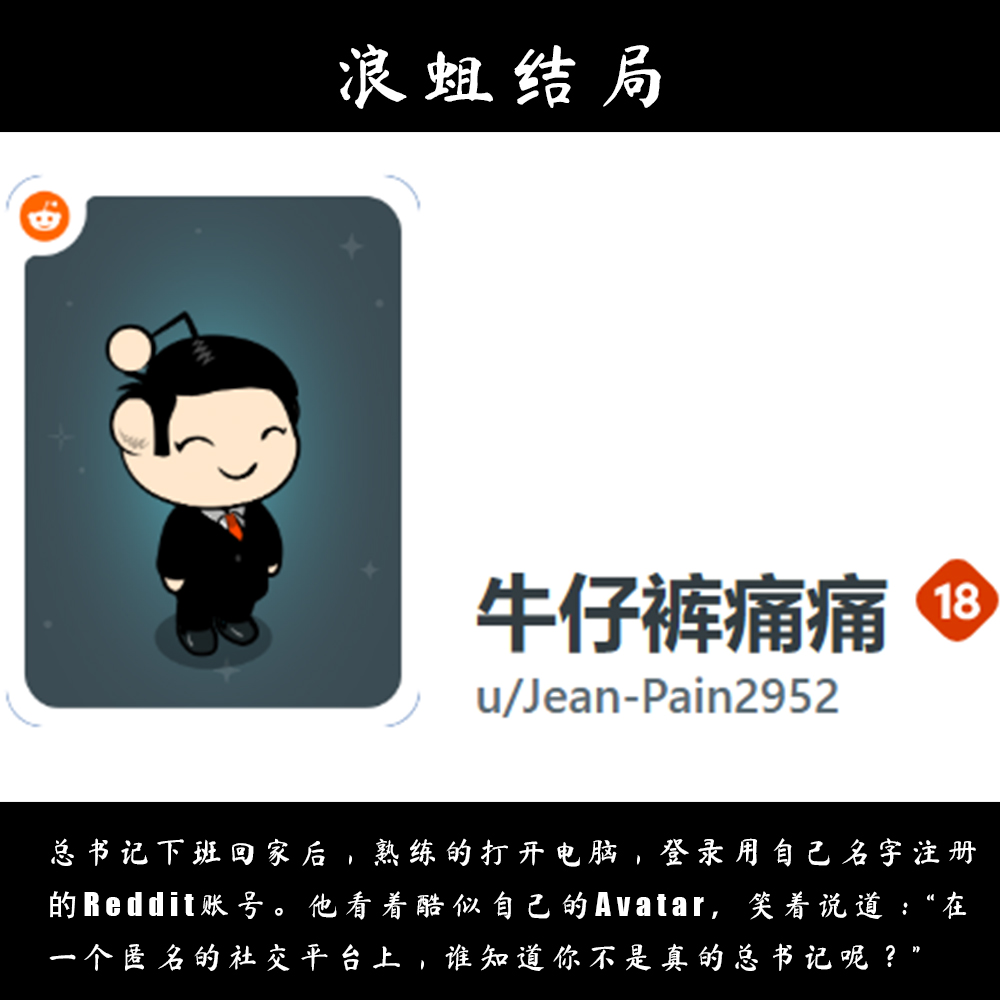 浪蛆结局
牛仔裤痛痛
18
u/Jean-Pain2952
总书记下班回家后，熟练的打开电脑，登录用自己名字注册
的Reddit账号。他看着酷似自己的Avatar，笑着说道：“在
一个匿名的社交平台上，谁知道你不是真的总书记呢？”